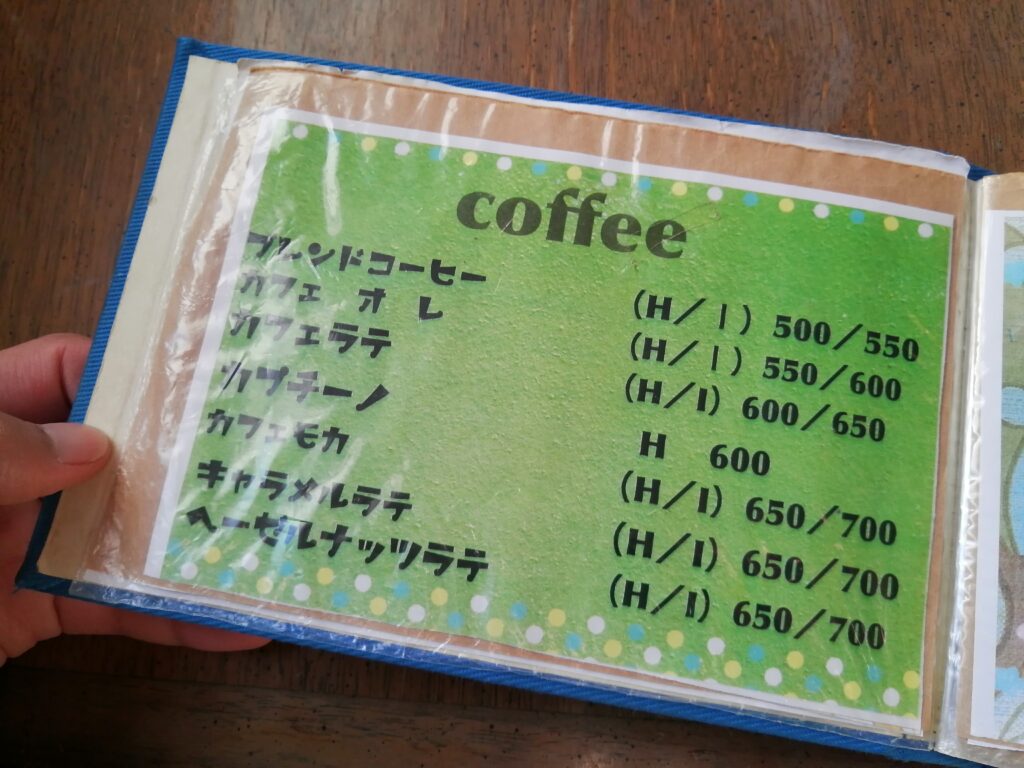 coffee
ブレンドコーヒー (H/I) 500/550
カフェ オ レ (H/I) 550/600
カフェラテ (H/I) 600/650
カプチーノ H 600
カフェモカ (H/I) 650/700
キャラメルラテ (H/I) 650/700
ヘーゼルナッツラテ (H/I) 650/700